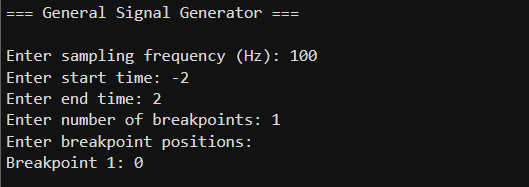 === General Signal Generator ===
Enter sampling frequency (Hz): 100
Enter start time: -2
Enter end time: 2
Enter number of breakpoints: 1
Enter breakpoint positions:
Breakpoint 1: 0